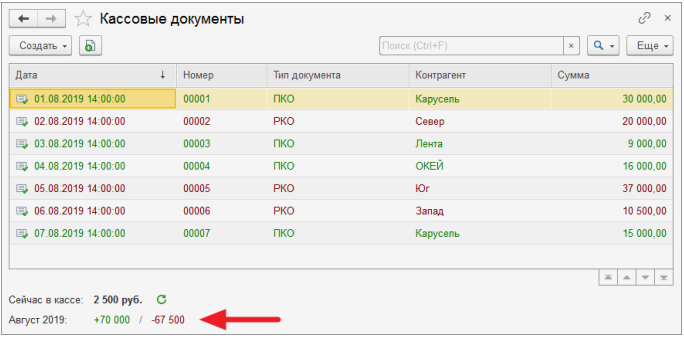 Кассовые документы
Создать Поиск (Ctrl+F) × Еще
Дата ↓ Номер Тип документа Контрагент Сумма
01.08.2019 14:00:00 00001 ПКО Карусель 30 000,00
02.08.2019 14:00:00 00002 РКО Север 20 000,00
03.08.2019 14:00:00 00003 ПКО Лента 9 000,00
04.08.2019 14:00:00 00004 ПКО ОКЕЙ 16 000,00
05.08.2019 14:00:00 00005 РКО Юг 37 000,00
06.08.2019 14:00:00 00006 РКО Запад 10 500,00
07.08.2019 14:00:00 00007 ПКО Карусель 15 000,00
Сейчас в кассе: 2 500 руб.
Август 2019: +70 000 / -67 500